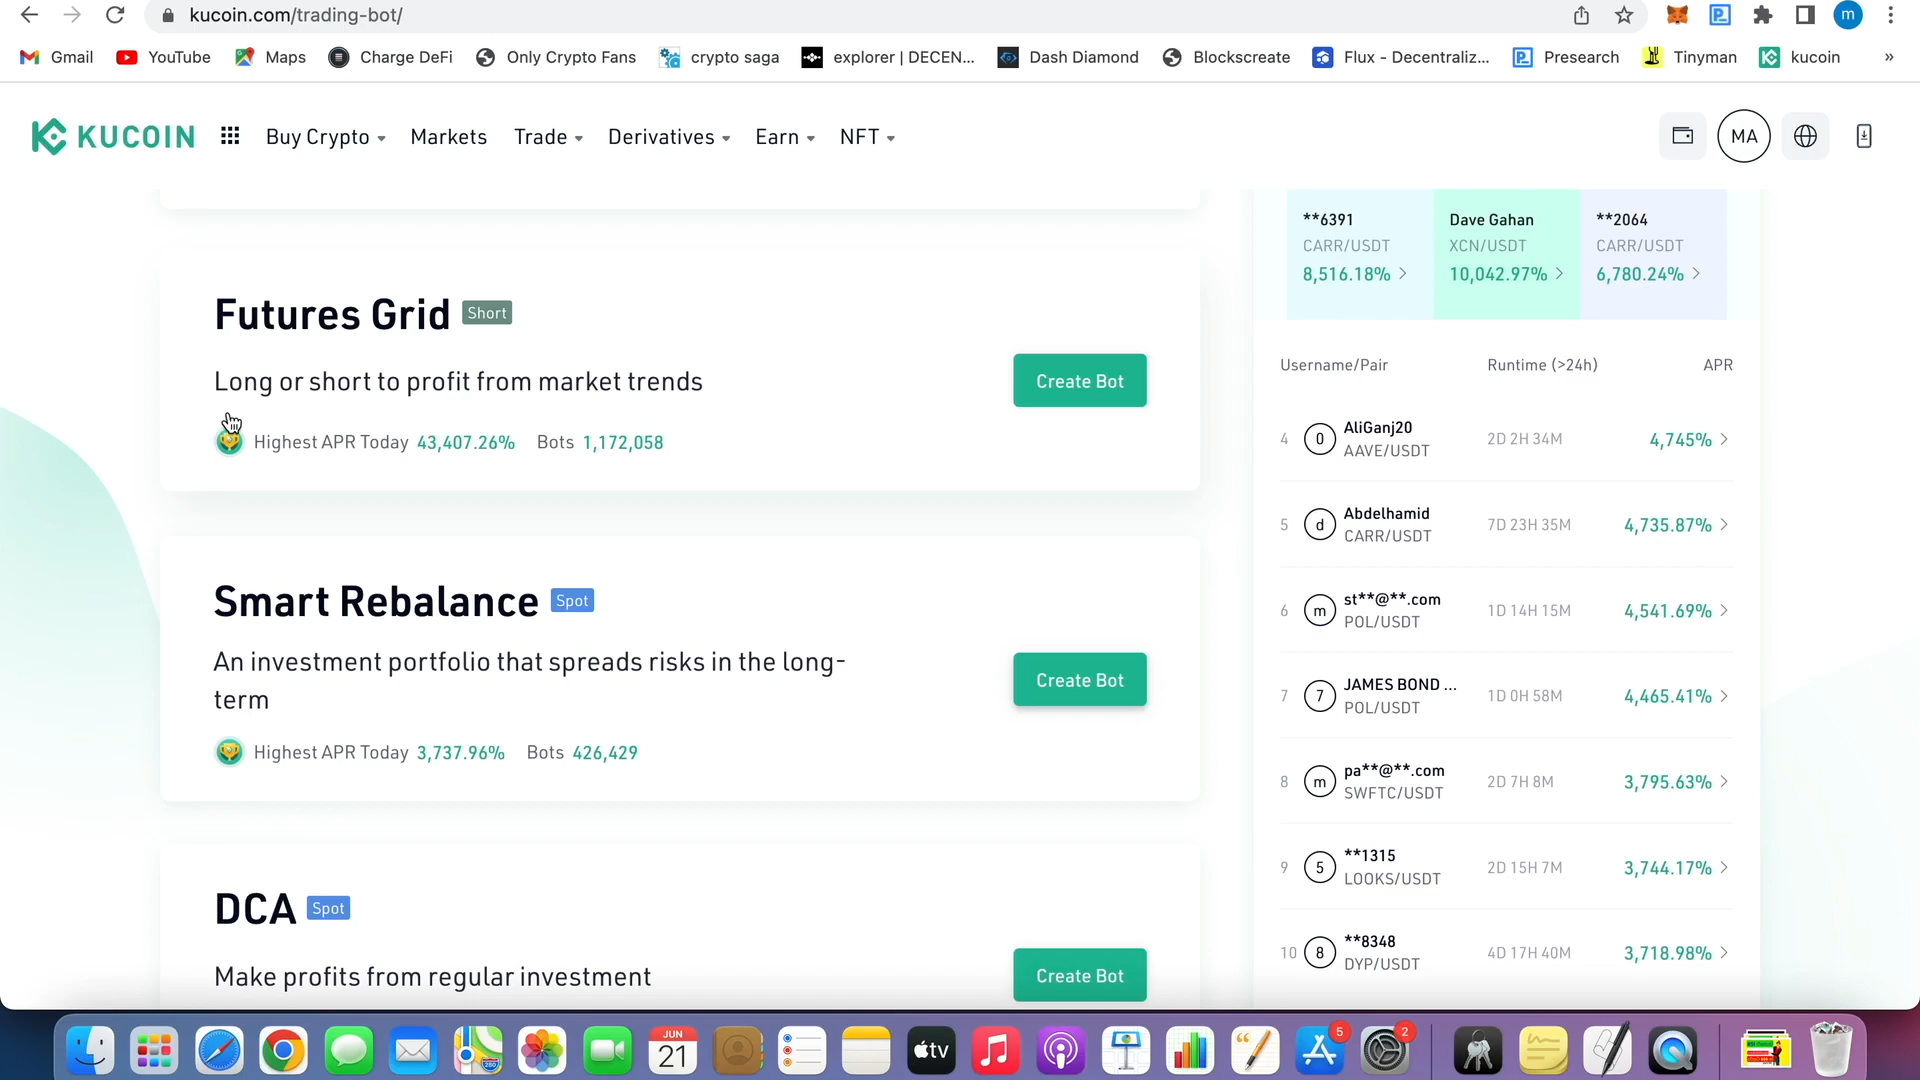 kucoin.com/trading-bot/
m
Gmail YouTube Maps Charge DeFi Only Crypto Fans crypto saga explorer | DECEN... Dash Diamond Blockscreate Flux - Decentraliz... Presearch Tinyman kucoin »
KUCOIN Buy Crypto Markets Trade Derivatives Earn NFT MA
**6391 Dave Gahan **2064
CARR/USDT XCN/USDT CARR/USDT
8,516.18% > 10,042.97% > 6,780.24% >
Futures Grid Short
Long or short to profit from market trends
Create Bot
Highest APR Today 43,407.26% Bots 1,172,058
Smart Rebalance Spot
An investment portfolio that spreads risks in the long-
term
Create Bot
Highest APR Today 3,737.96% Bots 426,429
DCA Spot
Make profits from regular investment
Create Bot
Username/Pair Runtime (>24h) APR
4 0 AliGanj20 2D 2H 34M 4,745% >
AAVE/USDT
5 d Abdelhamid 7D 23H 35M 4,735.87% >
CARR/USDT
6 m st**@**.com 1D 14H 15M 4,541.69% >
POL/USDT
7 7 JAMES BOND ... 1D 0H 58M 4,465.41% >
POL/USDT
8 m pa**@**.com 2D 7H 8M 3,795.63% >
SWFTC/USDT
9 5 **1315 2D 15H 7M 3,744.17% >
LOOKS/USDT
10 8 **8348 4D 17H 40M 3,718.98% >
DYP/USDT
JUN
21
tv
5
2
280